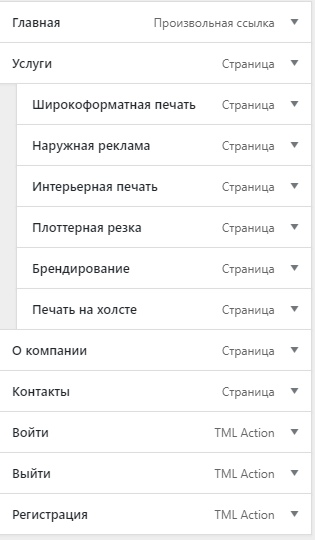 Главная Произвольная ссылка
Услуги Страница
Широкоформатная печать Страница
Наружная реклама Страница
Интерьерная печать Страница
Плоттерная резка Страница
Брендирование Страница
Печать на холсте Страница
О компании Страница
Контакты Страница
Войти TML Action
Выйти TML Action
Регистрация TML Action